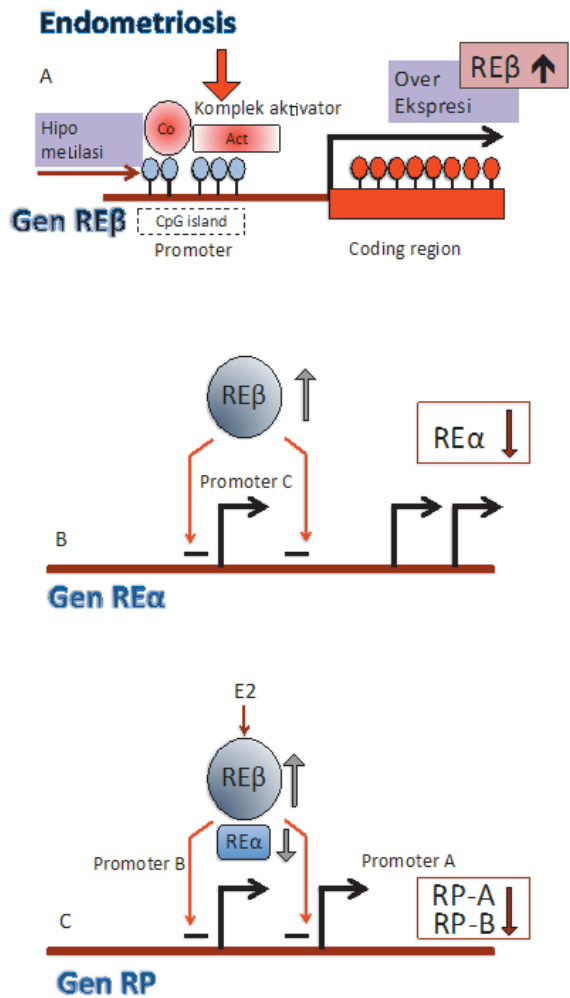 Endometriosis
A
Over
Ekspresi
REβ
Komplek aktivator
Hipo
metilasi
Co
Act
Gen REβ
CpG island
Promoter
Coding region
REβ
REα
Promoter C
B
Gen REα
E2
REβ
REα
Promoter B
Promoter A
RP-A
RP-B
C
Gen RP